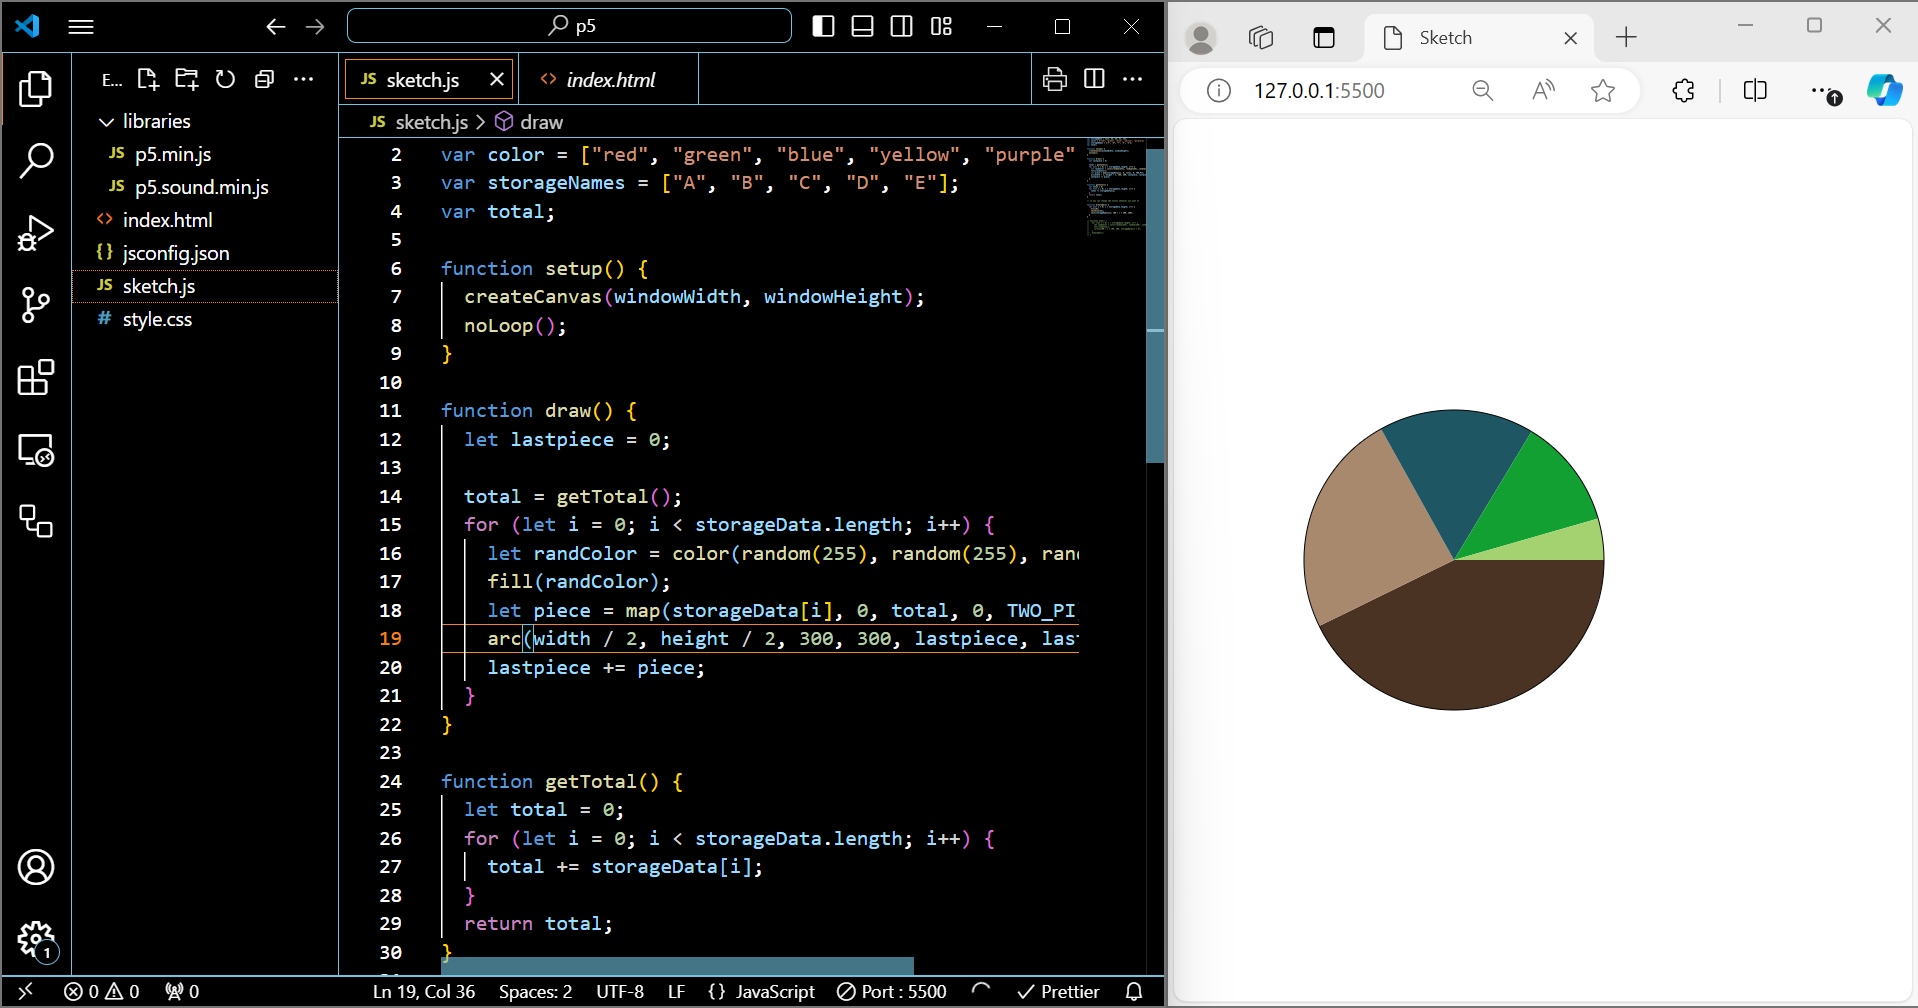 p5
E...
libraries
JS p5.min.js
JS p5.sound.min.js
<> index.html
{} jsconfig.json
JS sketch.js
# style.css
JS sketch.js
<> index.html
JS sketch.js > draw
2 var color = ["red", "green", "blue", "yellow", "purple"
3 var storageNames = ["A", "B", "C", "D", "E"];
4 var total;
5
6 function setup() {
7 createCanvas(windowWidth, windowHeight);
8 noLoop();
9 }
10
11 function draw() {
12 let lastpiece = 0;
13
14 total = getTotal();
15 for (let i = 0; i < storageData.length; i++) {
16 let randColor = color(random(255), random(255), ran
17 fill(randColor);
18 let piece = map(storageData[i], 0, total, 0, TWO_PI
19 arc(width / 2, height / 2, 300, 300, lastpiece, las
20 lastpiece += piece;
21 }
22 }
23
24 function getTotal() {
25 let total = 0;
26 for (let i = 0; i < storageData.length; i++) {
27 total += storageData[i];
28 }
29 return total;
30 }
1
0 0 0
Ln 19, Col 36
Spaces: 2
UTF-8
LF
{} JavaScript
Port : 5500
Prettier
Sketch
127.0.0.1:5500